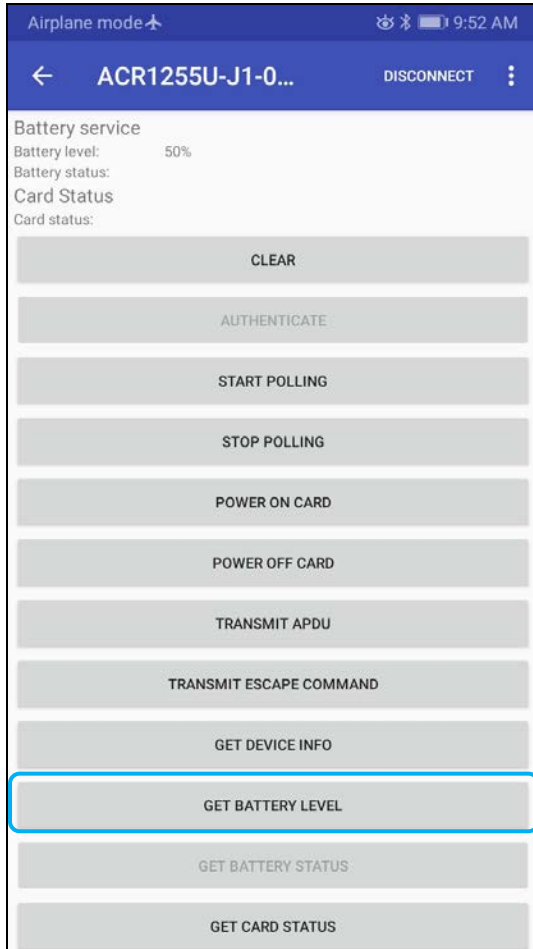 Airplane mode 9:52 AM
ACR1255U-J1-0... DISCONNECT
Battery service
Battery level: 50%
Battery status:
Card Status
Card status:
CLEAR
AUTHENTICATE
START POLLING
STOP POLLING
POWER ON CARD
POWER OFF CARD
TRANSMIT APDU
TRANSMIT ESCAPE COMMAND
GET DEVICE INFO
GET BATTERY LEVEL
GET BATTERY STATUS
GET CARD STATUS